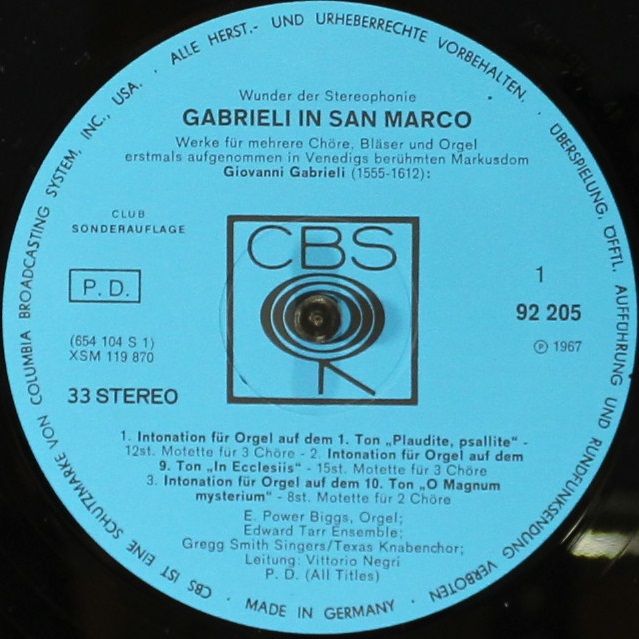 ALLE HERST.- UND URHEBERRECHTE VORBEHALTEN. · ÜBERSPIELUNG, ÖFFTL. AUFFÜHRUNG UND RUNDFUNKSENDUNG VERBOTEN · MADE IN GERMANY · CBS IST EINE SCHUTZMARKE VON COLUMBIA BROADCASTING SYSTEM, INC., USA. ·
Wunder der Stereophonie
GABRIELI IN SAN MARCO
Werke für mehrere Chöre, Bläser und Orgel
erstmals aufgenommen in Venedigs berühmten Markusdom
Giovanni Gabrieli (1555-1612):
CLUB
SONDERAUFLAGE
P. D.
(654 104 S 1)
XSM 119 870
33 STEREO
CBS
1
92 205
℗ 1967
1. Intonation für Orgel auf dem 1. Ton „Plaudite, psallite" -
12st. Motette für 3 Chöre - 2. Intonation für Orgel auf dem
9. Ton „In Ecclesiis" - 15st. Motette für 3 Chöre
3. Intonation für Orgel auf dem 10. Ton „O Magnum
mysterium" - 8st. Motette für 2 Chöre
E. Power Biggs, Orgel;
Edward Tarr Ensemble;
Gregg Smith Singers/Texas Knabenchor;
Leitung: Vittorio Negri
P. D. (All Titles)